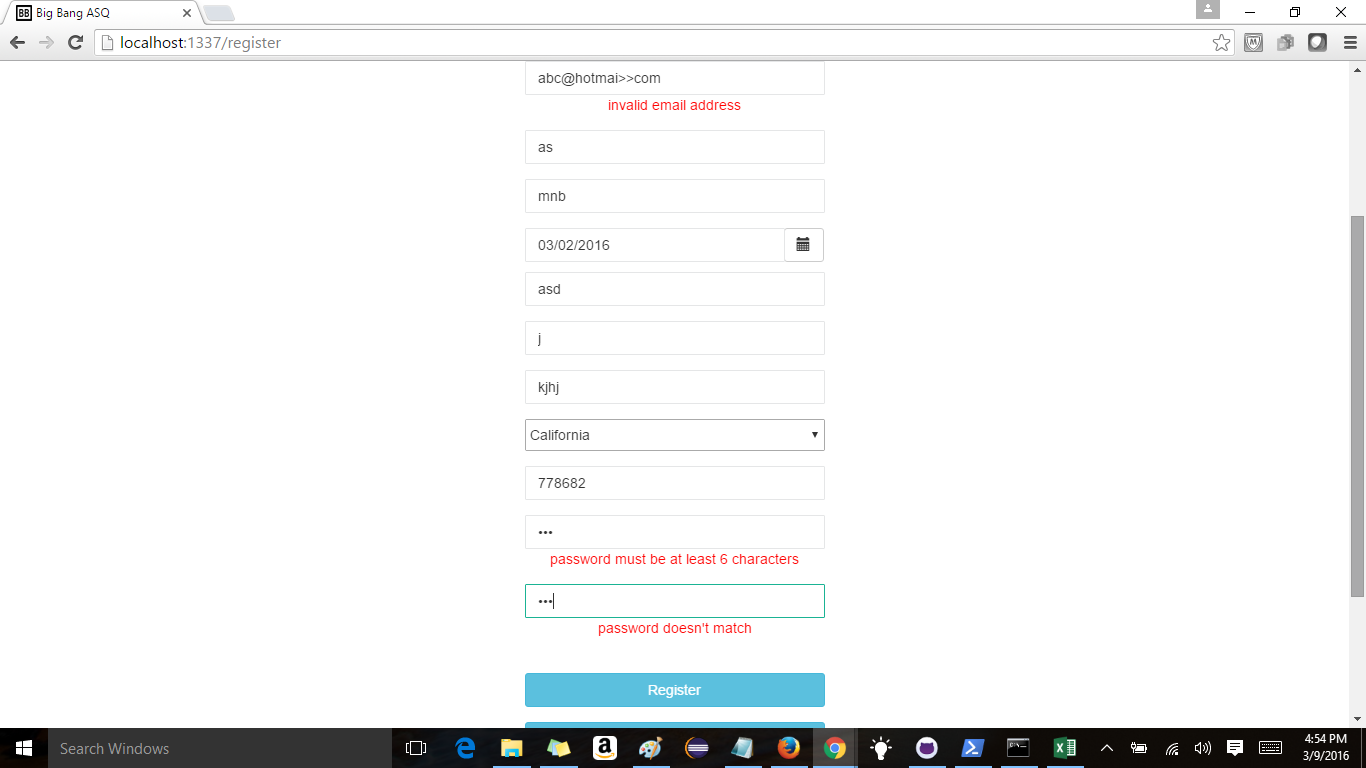 BB Big Bang ASQ
localhost:1337/register
abc@hotmai>>com
invalid email address
as
mnb
03/02/2016
asd
j
kjhj
California
778682
•••
password must be at least 6 characters
•••
password doesn't match
Register
Search Windows
4:54 PM
3/9/2016